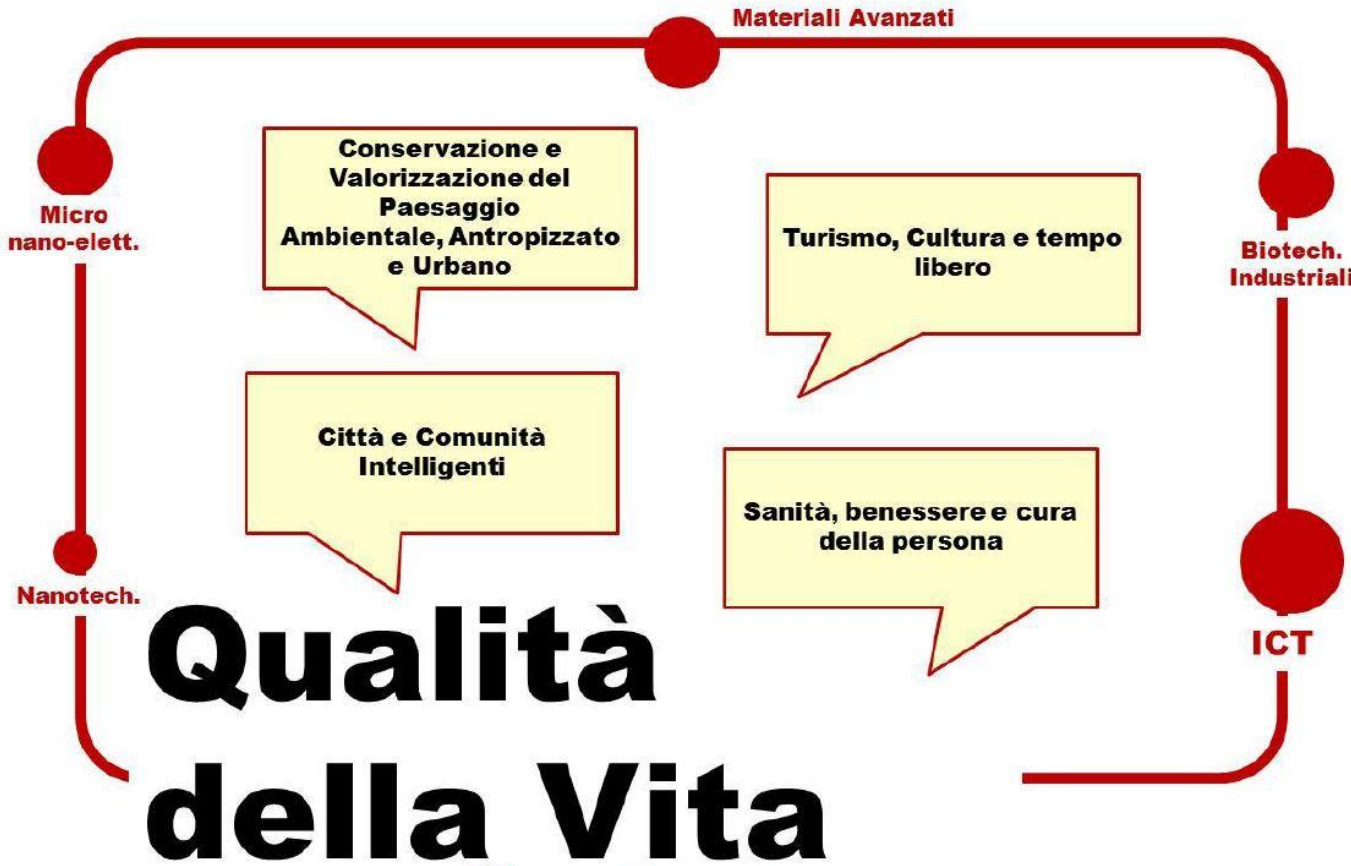 Materiali Avanzati
Micro
nano-elett.
Conservazione e
Valorizzazione del
Paesaggio
Ambientale, Antropizzato
e Urbano
Turismo, Cultura e tempo
libero
Biotech.
Industriali
Città e Comunità
Intelligenti
Sanità, benessere e cura
della persona
Nanotech.
ICT
Qualità
della Vita